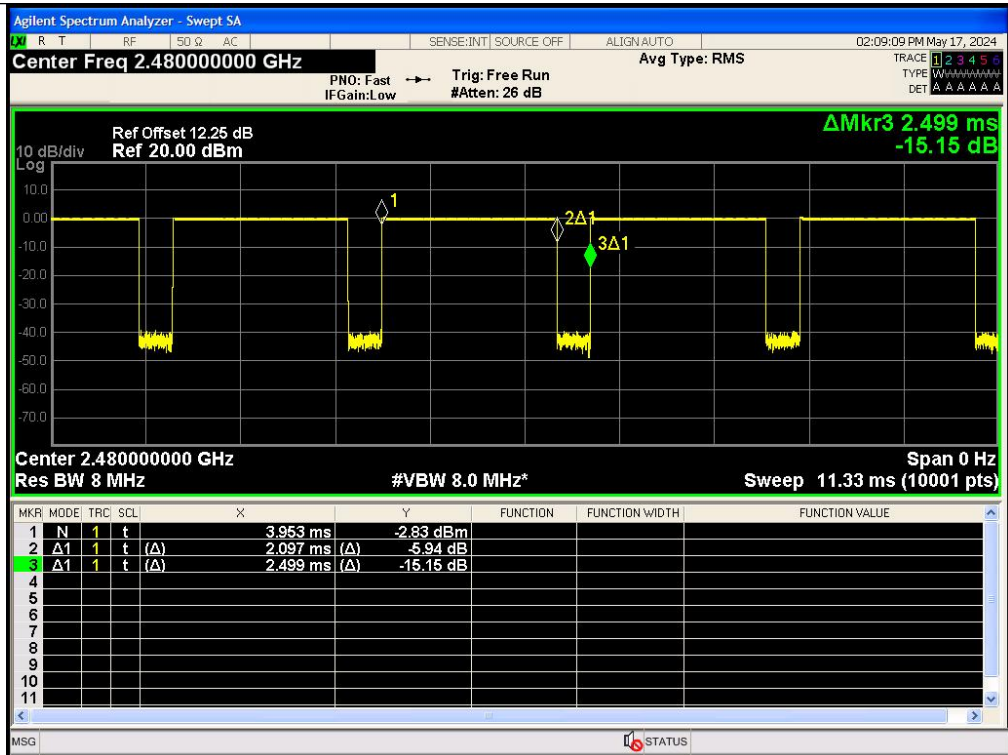 Agilent Spectrum Analyzer - Swept SA
LXI R T RF 50 Ω AC SENSE:INT SOURCE OFF ALIGN AUTO 02:09:09 PM May 17, 2024
Center Freq 2.480000000 GHz Avg Type: RMS TRACE 1 2 3 4 5 6
PNO: Fast Trig: Free Run TYPE WWWWWW
IFGain:Low #Atten: 26 dB DET A A A A A A
ΔMkr3 2.499 ms
-15.15 dB
Ref Offset 12.25 dB
10 dB/div Ref 20.00 dBm
Log
10.0
0.00
-10.0
-20.0
-30.0
-40.0
-50.0
-60.0
-70.0
1
2Δ1
3Δ1
Center 2.480000000 GHz Span 0 Hz
Res BW 8 MHz #VBW 8.0 MHz* Sweep 11.33 ms (10001 pts)
MKR MODE TRC SCL X Y FUNCTION FUNCTION WIDTH FUNCTION VALUE
1 N 1 t 3.953 ms -2.83 dBm
2 Δ1 1 t (Δ) 2.097 ms (Δ) -5.94 dB
3 Δ1 1 t (Δ) 2.499 ms (Δ) -15.15 dB
4
5
6
7
8
9
10
11
MSG STATUS